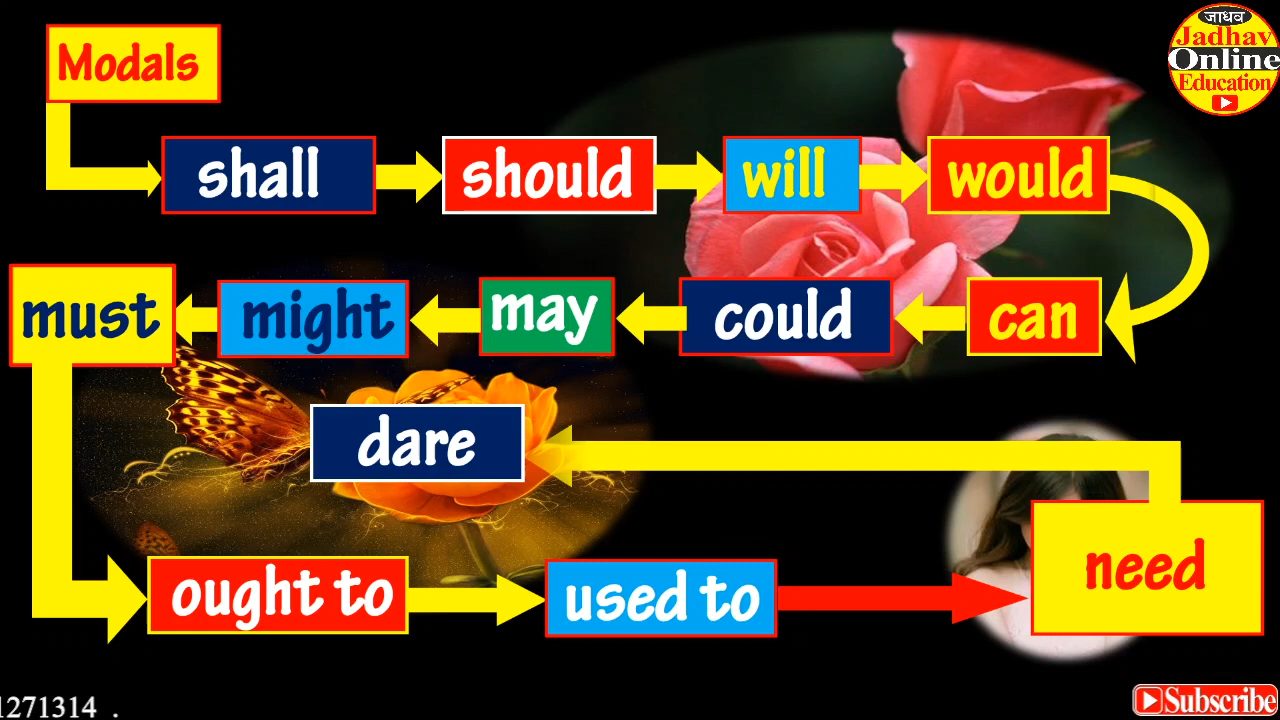 Modals
जाधव
Jadhav
Online
Education
shall
should
will
would
can
could
may
might
must
ought to
used to
need
dare
1271314 .
Subscribe